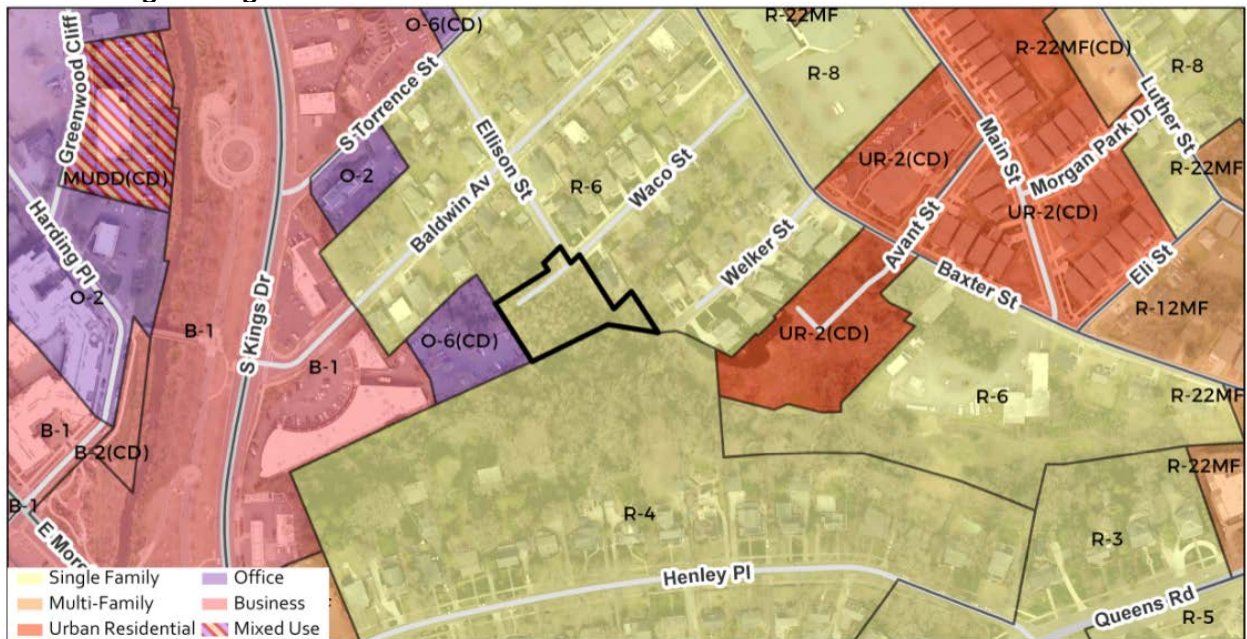 Greenwood Cliff
O-6(CD)
R-22MF
R-8
R-22MF(CD)
R-8
Luther St
S Torrence St
Ellison St
Main St
Morgan Park Dr
MUDD(CD)
O-2
R-6
Waco St
UR-2(CD)
R-22MF
UR-2(CD)
Harding Pl
Baldwin Av
Avant St
Welker St
Baxter St
Eli St
O-2
S Kings Dr
B-1
O-6(CD)
UR-2(CD)
R-12MF
B-1
R-6
R-22MF
B-1
B-2(CD)
R-22MF
B-1
R-4
R-3
Henley Pl
Queens Rd
R-5
Single Family
Office
Multi-Family
Business
Urban Residential
Mixed Use